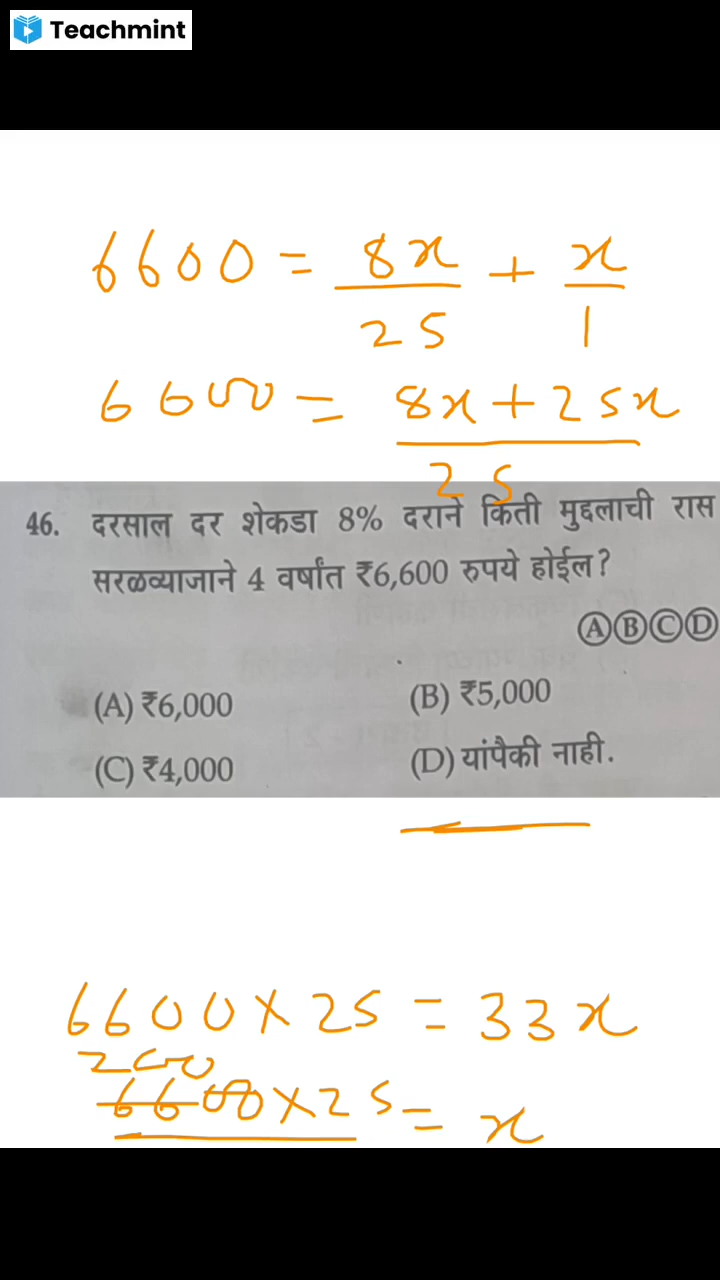 Teachmint
6600 = 8x/25 + x/1
6600 = 8x+25x/25
46. दरसाल दर शेकडा 8% दराने किती मुद्दलाची रास
सरळव्याजाने 4 वर्षांत ₹6,600 रुपये होईल?
Ⓐ Ⓑ Ⓒ Ⓓ
(A) ₹6,000 (B) ₹5,000
(C) ₹4,000 (D) यांपैकी नाही.
6600 x 25 = 33x
200
6600 x 25 = x